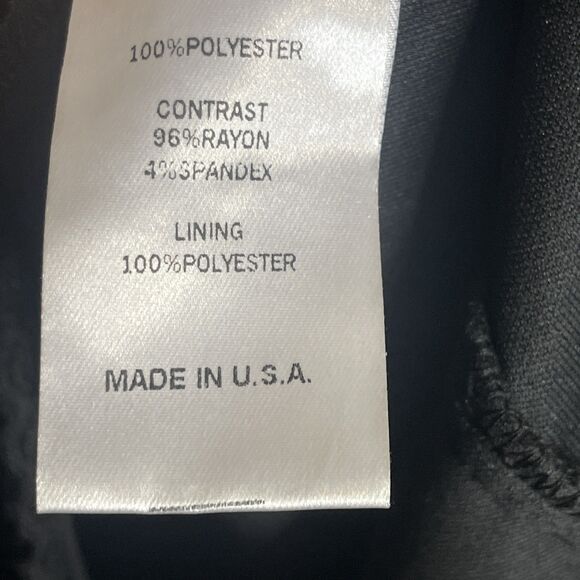 100%POLYESTER
CONTRAST
96%RAYON
4%SPANDEX
LINING
100%POLYESTER
MADE IN U.S.A.